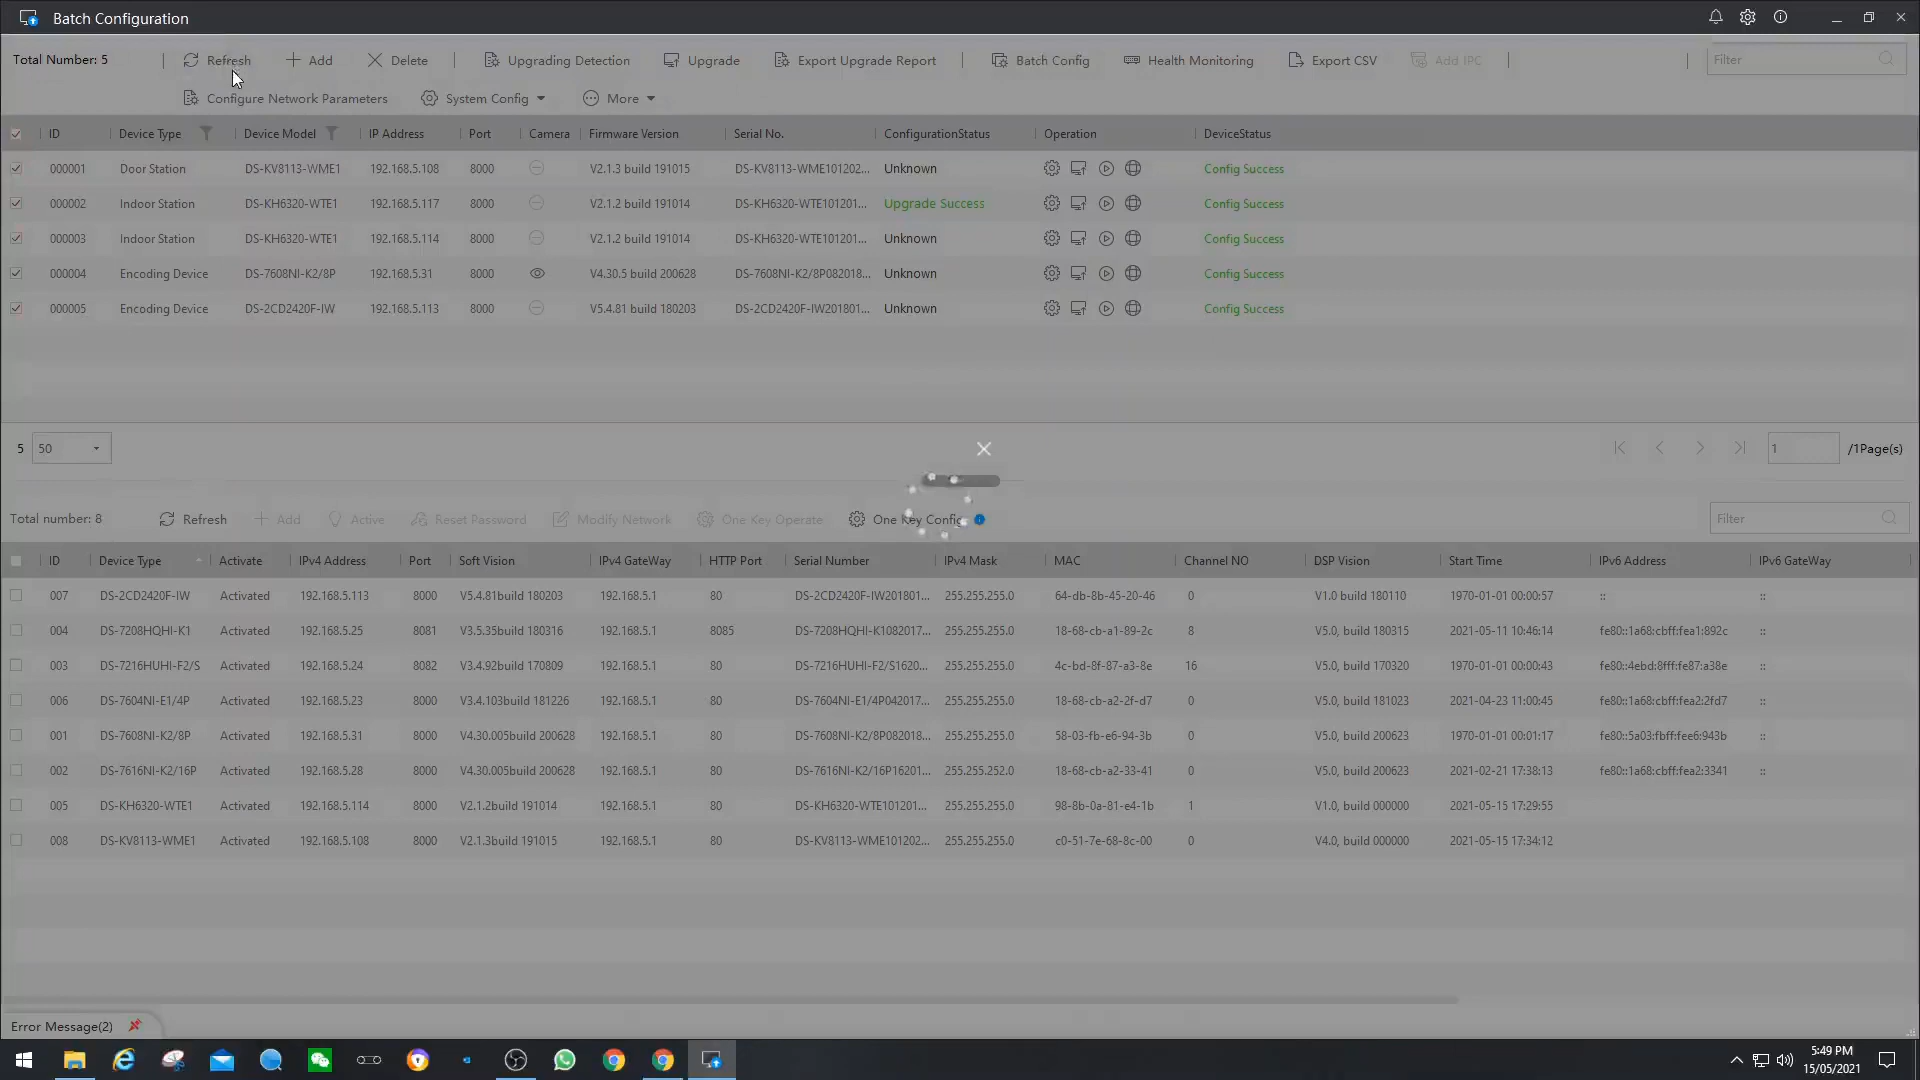 Batch Configuration
Total Number: 5 Refresh Add Delete Upgrading Detection Upgrade Export Upgrade Report Batch Config Health Monitoring Export CSV Add IPC Filter
Configure Network Parameters System Config More
ID Device Type Device Model IP Address Port Camera Firmware Version Serial No. ConfigurationStatus Operation DeviceStatus
000001 Door Station DS-KV8113-WME1 192.168.5.108 8000 V2.1.3 build 191015 DS-KV8113-WME101202... Unknown Config Success
000002 Indoor Station DS-KH6320-WTE1 192.168.5.117 8000 V2.1.2 build 191014 DS-KH6320-WTE101201... Upgrade Success Config Success
000003 Indoor Station DS-KH6320-WTE1 192.168.5.114 8000 V2.1.2 build 191014 DS-KH6320-WTE101201... Unknown Config Success
000004 Encoding Device DS-7608NI-K2/8P 192.168.5.31 8000 V4.30.5 build 200628 DS-7608NI-K2/8P082018... Unknown Config Success
000005 Encoding Device DS-2CD2420F-IW 192.168.5.113 8000 V5.4.81 build 180203 DS-2CD2420F-IW201801... Unknown Config Success
5 50 1 /1Page(s)
Total number: 8 Refresh Add Active Reset Password Modify Network One Key Operate One Key Config Filter
ID Device Type Activate IPv4 Address Port Soft Vision IPv4 GateWay HTTP Port Serial Number IPv4 Mask MAC Channel NO DSP Vision Start Time IPv6 Address IPv6 GateWay
007 DS-2CD2420F-IW Activated 192.168.5.113 8000 V5.4.81build 180203 192.168.5.1 80 DS-2CD2420F-IW201801... 255.255.255.0 64-db-8b-45-20-46 0 V1.0 build 180110 1970-01-01 00:00:57 :: ::
004 DS-7208HQHI-K1 Activated 192.168.5.25 8081 V3.5.35build 180316 192.168.5.1 8085 DS-7208HQHI-K1082017... 255.255.255.0 18-68-cb-a1-89-2c 8 V5.0, build 180315 2021-05-11 10:46:14 fe80::1a68:cbff:fea1:892c ::
003 DS-7216HUHI-F2/S Activated 192.168.5.24 8082 V3.4.92build 170809 192.168.5.1 80 DS-7216HUHI-F2/S1620... 255.255.255.0 4c-bd-8f-87-a3-8e 16 V5.0, build 170320 1970-01-01 00:00:43 fe80::4ebd:8fff:fe87:a38e ::
006 DS-7604NI-E1/4P Activated 192.168.5.23 8000 V3.4.103build 181226 192.168.5.1 80 DS-7604NI-E1/4P042017... 255.255.255.0 18-68-cb-a2-2f-d7 0 V5.0, build 181023 2021-04-23 11:00:45 fe80::1a68:cbff:fea2:2fd7 ::
001 DS-7608NI-K2/8P Activated 192.168.5.31 8000 V4.30.005build 200628 192.168.5.1 80 DS-7608NI-K2/8P082018... 255.255.255.0 58-03-fb-e6-94-3b 0 V5.0, build 200623 1970-01-01 00:01:17 fe80::5a03:fbff:fee6:943b ::
002 DS-7616NI-K2/16P Activated 192.168.5.28 8000 V4.30.005build 200628 192.168.5.1 80 DS-7616NI-K2/16P16201... 255.255.252.0 18-68-cb-a2-33-41 0 V5.0, build 200623 2021-02-21 17:38:13 fe80::1a68:cbff:fea2:3341 ::
005 DS-KH6320-WTE1 Activated 192.168.5.114 8000 V2.1.2build 191014 192.168.5.1 80 DS-KH6320-WTE101201... 255.255.255.0 98-8b-0a-81-e4-1b 1 V1.0, build 000000 2021-05-15 17:29:55
008 DS-KV8113-WME1 Activated 192.168.5.108 8000 V2.1.3build 191015 192.168.5.1 80 DS-KV8113-WME101202... 255.255.255.0 c0-51-7e-68-8c-00 0 V4.0, build 000000 2021-05-15 17:34:12
Error Message(2)
5:49 PM
15/05/2021